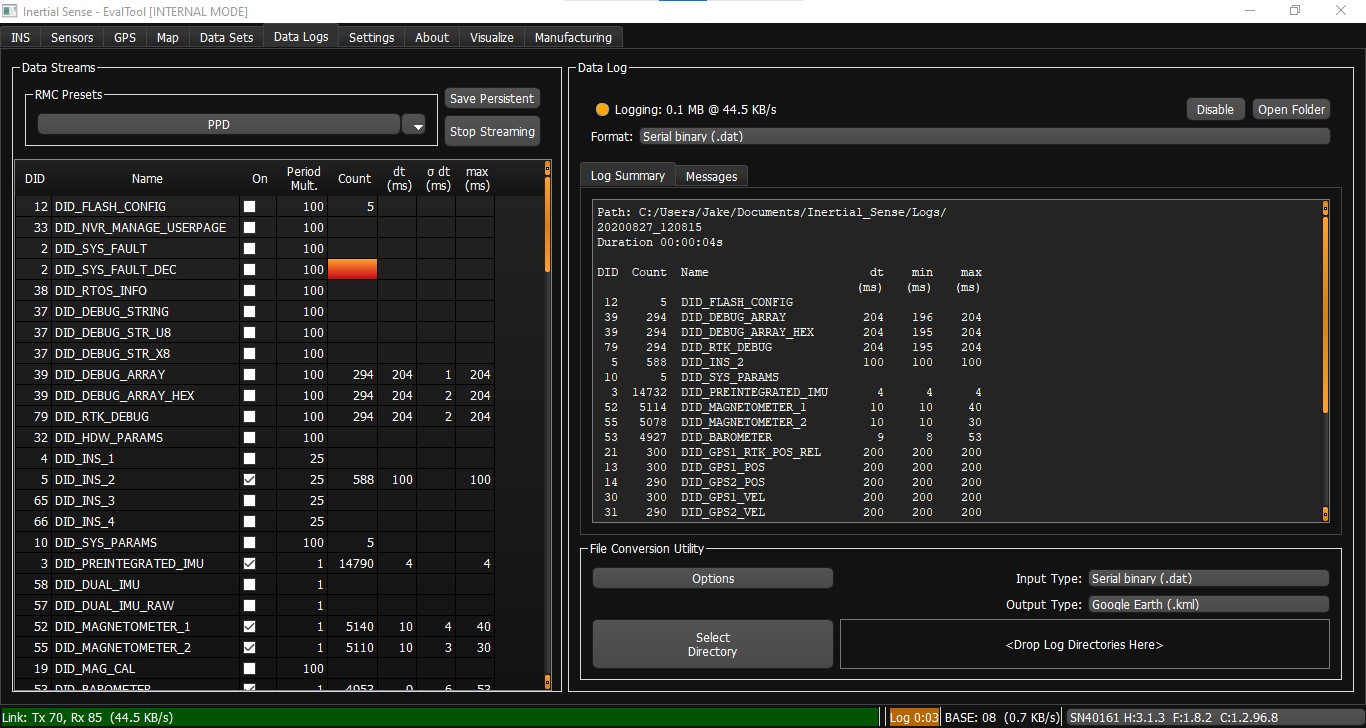 Inertial Sense - EvalTool [INTERNAL MODE]
INS Sensors GPS Map Data Sets Data Logs Settings About Visualize Manufacturing
Data Streams
RMC Presets
PPD
Save Persistent
Stop Streaming
DID Name On Period Mult. Count dt (ms) σ dt (ms) max (ms)
12 DID_FLASH_CONFIG 100 5
33 DID_NVR_MANAGE_USERPAGE 100
2 DID_SYS_FAULT 100
2 DID_SYS_FAULT_DEC 100
38 DID_RTOS_INFO 100
37 DID_DEBUG_STRING 100
37 DID_DEBUG_STR_U8 100
37 DID_DEBUG_STR_X8 100
39 DID_DEBUG_ARRAY 100 294 204 1 204
39 DID_DEBUG_ARRAY_HEX 100 294 204 2 204
79 DID_RTK_DEBUG 100 294 204 2 204
32 DID_HDW_PARAMS 100
4 DID_INS_1 25
5 DID_INS_2 25 588 100 100
65 DID_INS_3 25
66 DID_INS_4 25
10 DID_SYS_PARAMS 100 5
3 DID_PREINTEGRATED_IMU 1 14790 4 4
58 DID_DUAL_IMU 1
57 DID_DUAL_IMU_RAW 1
52 DID_MAGNETOMETER_1 1 5140 10 4 40
55 DID_MAGNETOMETER_2 1 5110 10 3 30
19 DID_MAG_CAL 100
53 DID_BAROMETER 1 4953 9 6 53
Data Log
Logging: 0.1 MB @ 44.5 KB/s
Disable
Open Folder
Format: Serial binary (.dat)
Log Summary Messages
Path: C:/Users/Jake/Documents/Inertial_Sense/Logs/
20200827_120815
Duration 00:00:04s
DID Count Name dt min max
(ms) (ms) (ms)
12 5 DID_FLASH_CONFIG
39 294 DID_DEBUG_ARRAY 204 196 204
39 294 DID_DEBUG_ARRAY_HEX 204 195 204
79 294 DID_RTK_DEBUG 204 195 204
5 588 DID_INS_2 100 100 100
10 5 DID_SYS_PARAMS
3 14732 DID_PREINTEGRATED_IMU 4 4 4
52 5114 DID_MAGNETOMETER_1 10 10 40
55 5078 DID_MAGNETOMETER_2 10 10 30
53 4927 DID_BAROMETER 9 8 53
21 300 DID_GPS1_RTK_POS_REL 200 200 200
13 300 DID_GPS1_POS 200 200 200
14 290 DID_GPS2_POS 200 200 200
30 300 DID_GPS1_VEL 200 200 200
31 290 DID_GPS2_VEL 200 200 200
File Conversion Utility
Options
Input Type: Serial binary (.dat)
Output Type: Google Earth (.kml)
Select
Directory
<Drop Log Directories Here>
Link: Tx 70, Rx 85 (44.5 KB/s)
Log 0:03
BASE: 08 (0.7 KB/s)
SN40161 H:3.1.3 F:1.8.2 C:1.2.96.8